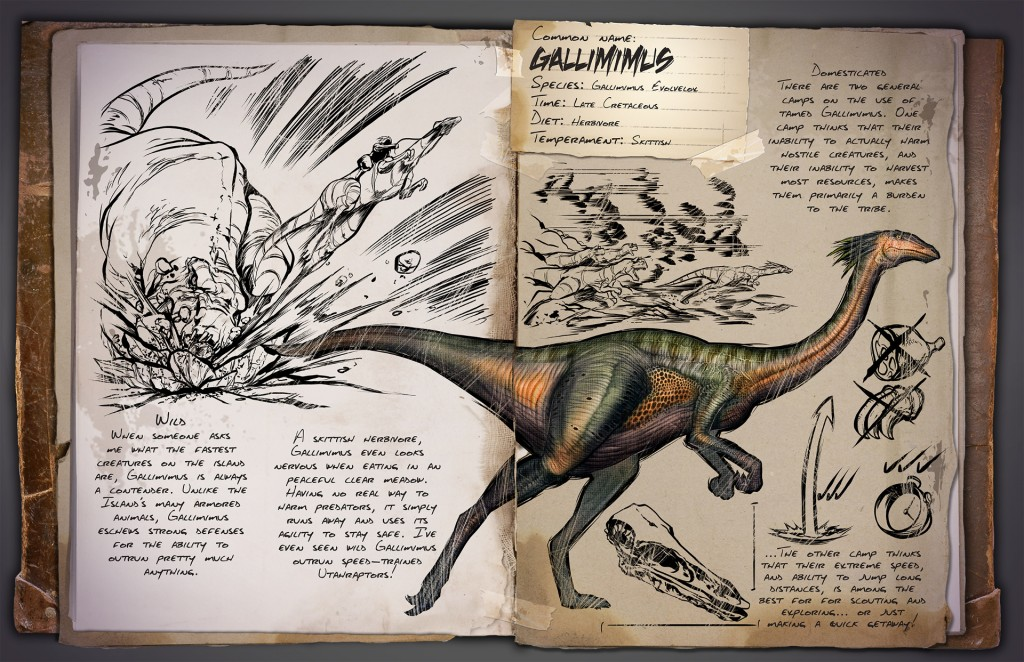 Common name:
GALLIMIMUS
Species: Gallimimus Evolvelox
Time: Late Cretaceous
Diet: Herbivore
Temperament: Skittish
Wild
When someone asks
me what the fastest
creatures on the island
are, Gallimimus is always
a contender. Unlike the
Island's many armored
animals, Gallimimus
eschews strong defenses
for the ability to
outrun pretty much
anything.
A skittish herbivore,
Gallimimus even looks
nervous when eating in an
peaceful clear meadow.
Having no real way to
harm predators, it simply
runs away and uses its
agility to stay safe. I've
even seen wild Gallimimus
outrun speed-trained
Utahraptors!
Domesticated
There are two general
camps on the use of
tamed Gallimimus. One
camp thinks that their
inability to actually harm
hostile creatures, and
their inability to harvest
most resources, makes
them primarily a burden
to the tribe.
...The other camp thinks
that their extreme speed,
and ability to jump long
distances, is among the
best for for scouting and
exploring... or just
making a quick getaway!